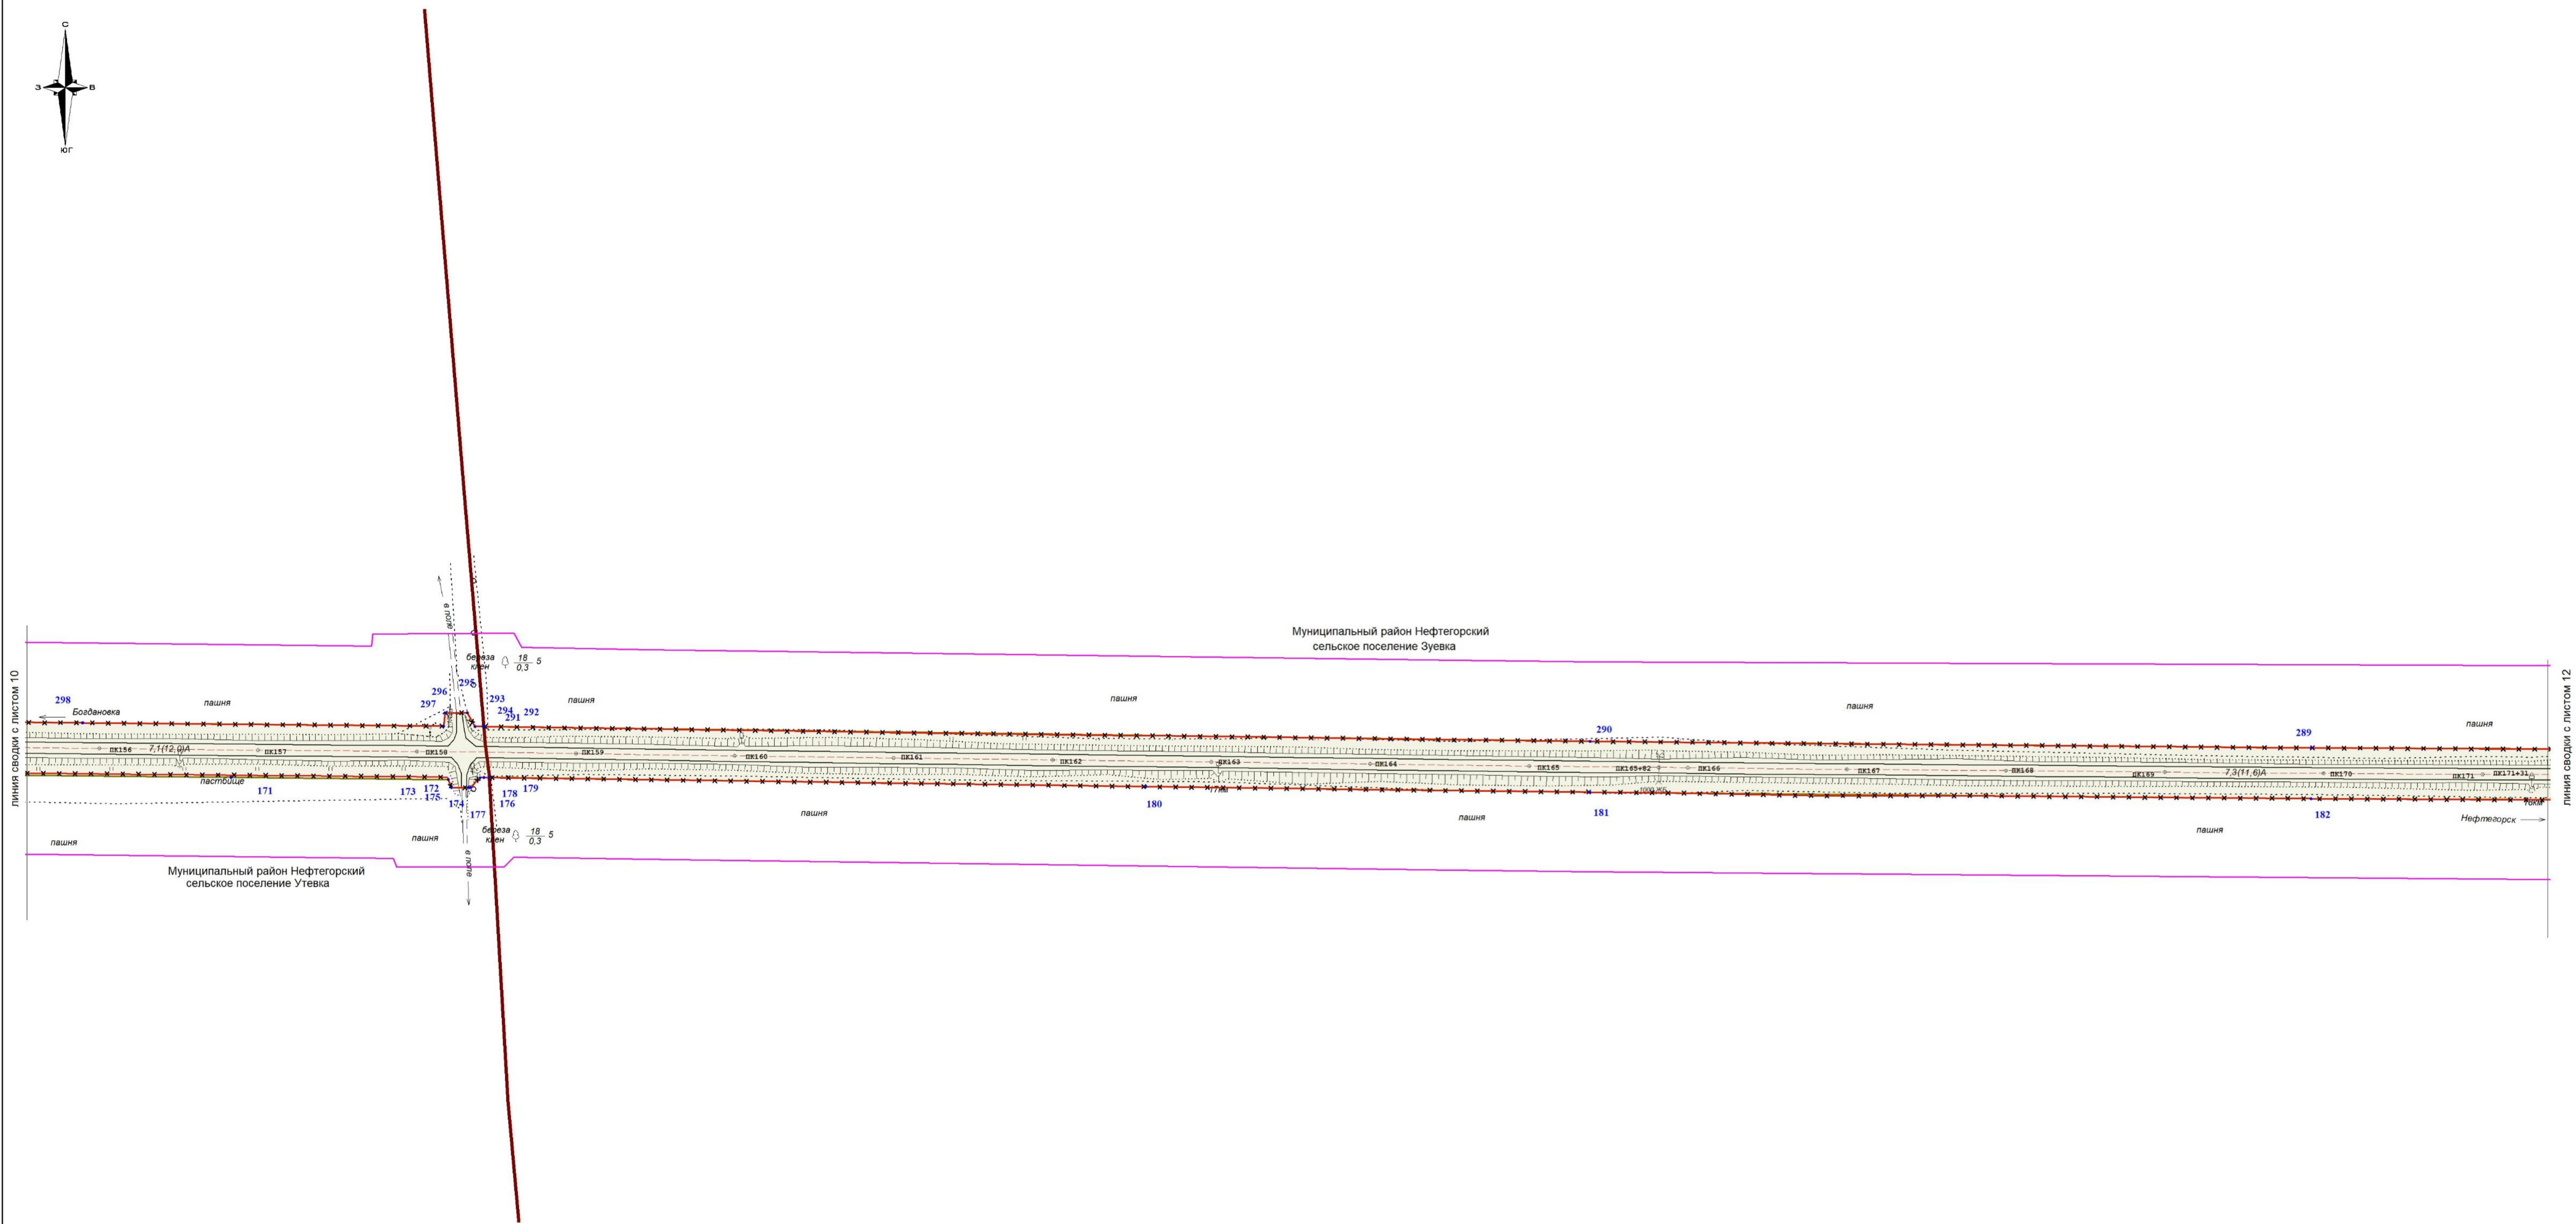 С
З
В
ЮГ
линия сводки с листом 10
линия сводки с листом 12
Муниципальный район Нефтегорский
сельское поселение Зуевка
в поле
береза
клен
18
0,3
5
298
Богдановка
пашня
297
296
295
293
294
291
292
пашня
пашня
290
пашня
289
пашня
ПК156
7,1(12,0)А
ПК157
ПК158
ПК159
ПК160
ПК161
ПК162
ПК163
ПК164
ПК165
ПК165+82
ПК166
ПК167
ПК168
ПК169
7,3(11,6)А
ПК170
ПК171
ПК171+31
пастбище
171
173
172
175
174
177
178
176
179
180
181
182
Нефтегорск
пашня
пашня
пашня
пашня
пашня
береза
клен
18
0,3
5
в поле
Муниципальный район Нефтегорский
сельское поселение Утевка